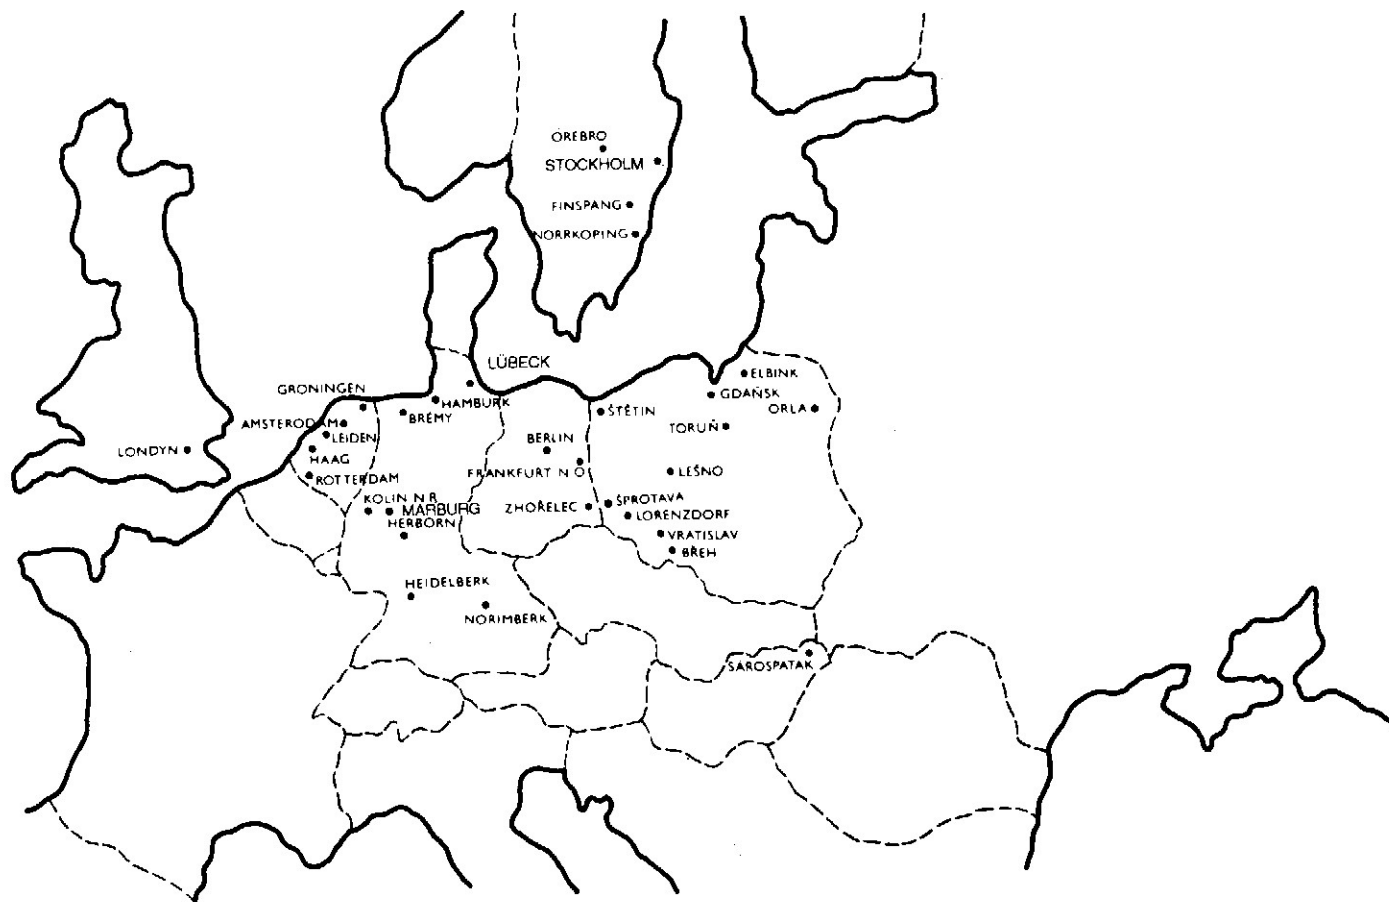 ÖREBRO
STOCKHOLM
FINSPANG
NORRKOPING
LÜBECK
ELBINK
GRONINGEN
GDAŃSK
HAMBURK
ORLA
BRÉMY
ŠTĚTIN
AMSTERODAM
TORUŇ
LEIDEN
BERLIN
LONDYN
HAAG
FRANKFURT N O
LEŠNO
ROTTERDAM
KOLIN N R
ŠPROTAVA
MARBURG
ZHOŘELEC
LORENZDORF
HERBORN
VRATISLAV
BŘEH
HEIDELBERK
NORIMBERK
SAROSPATAK